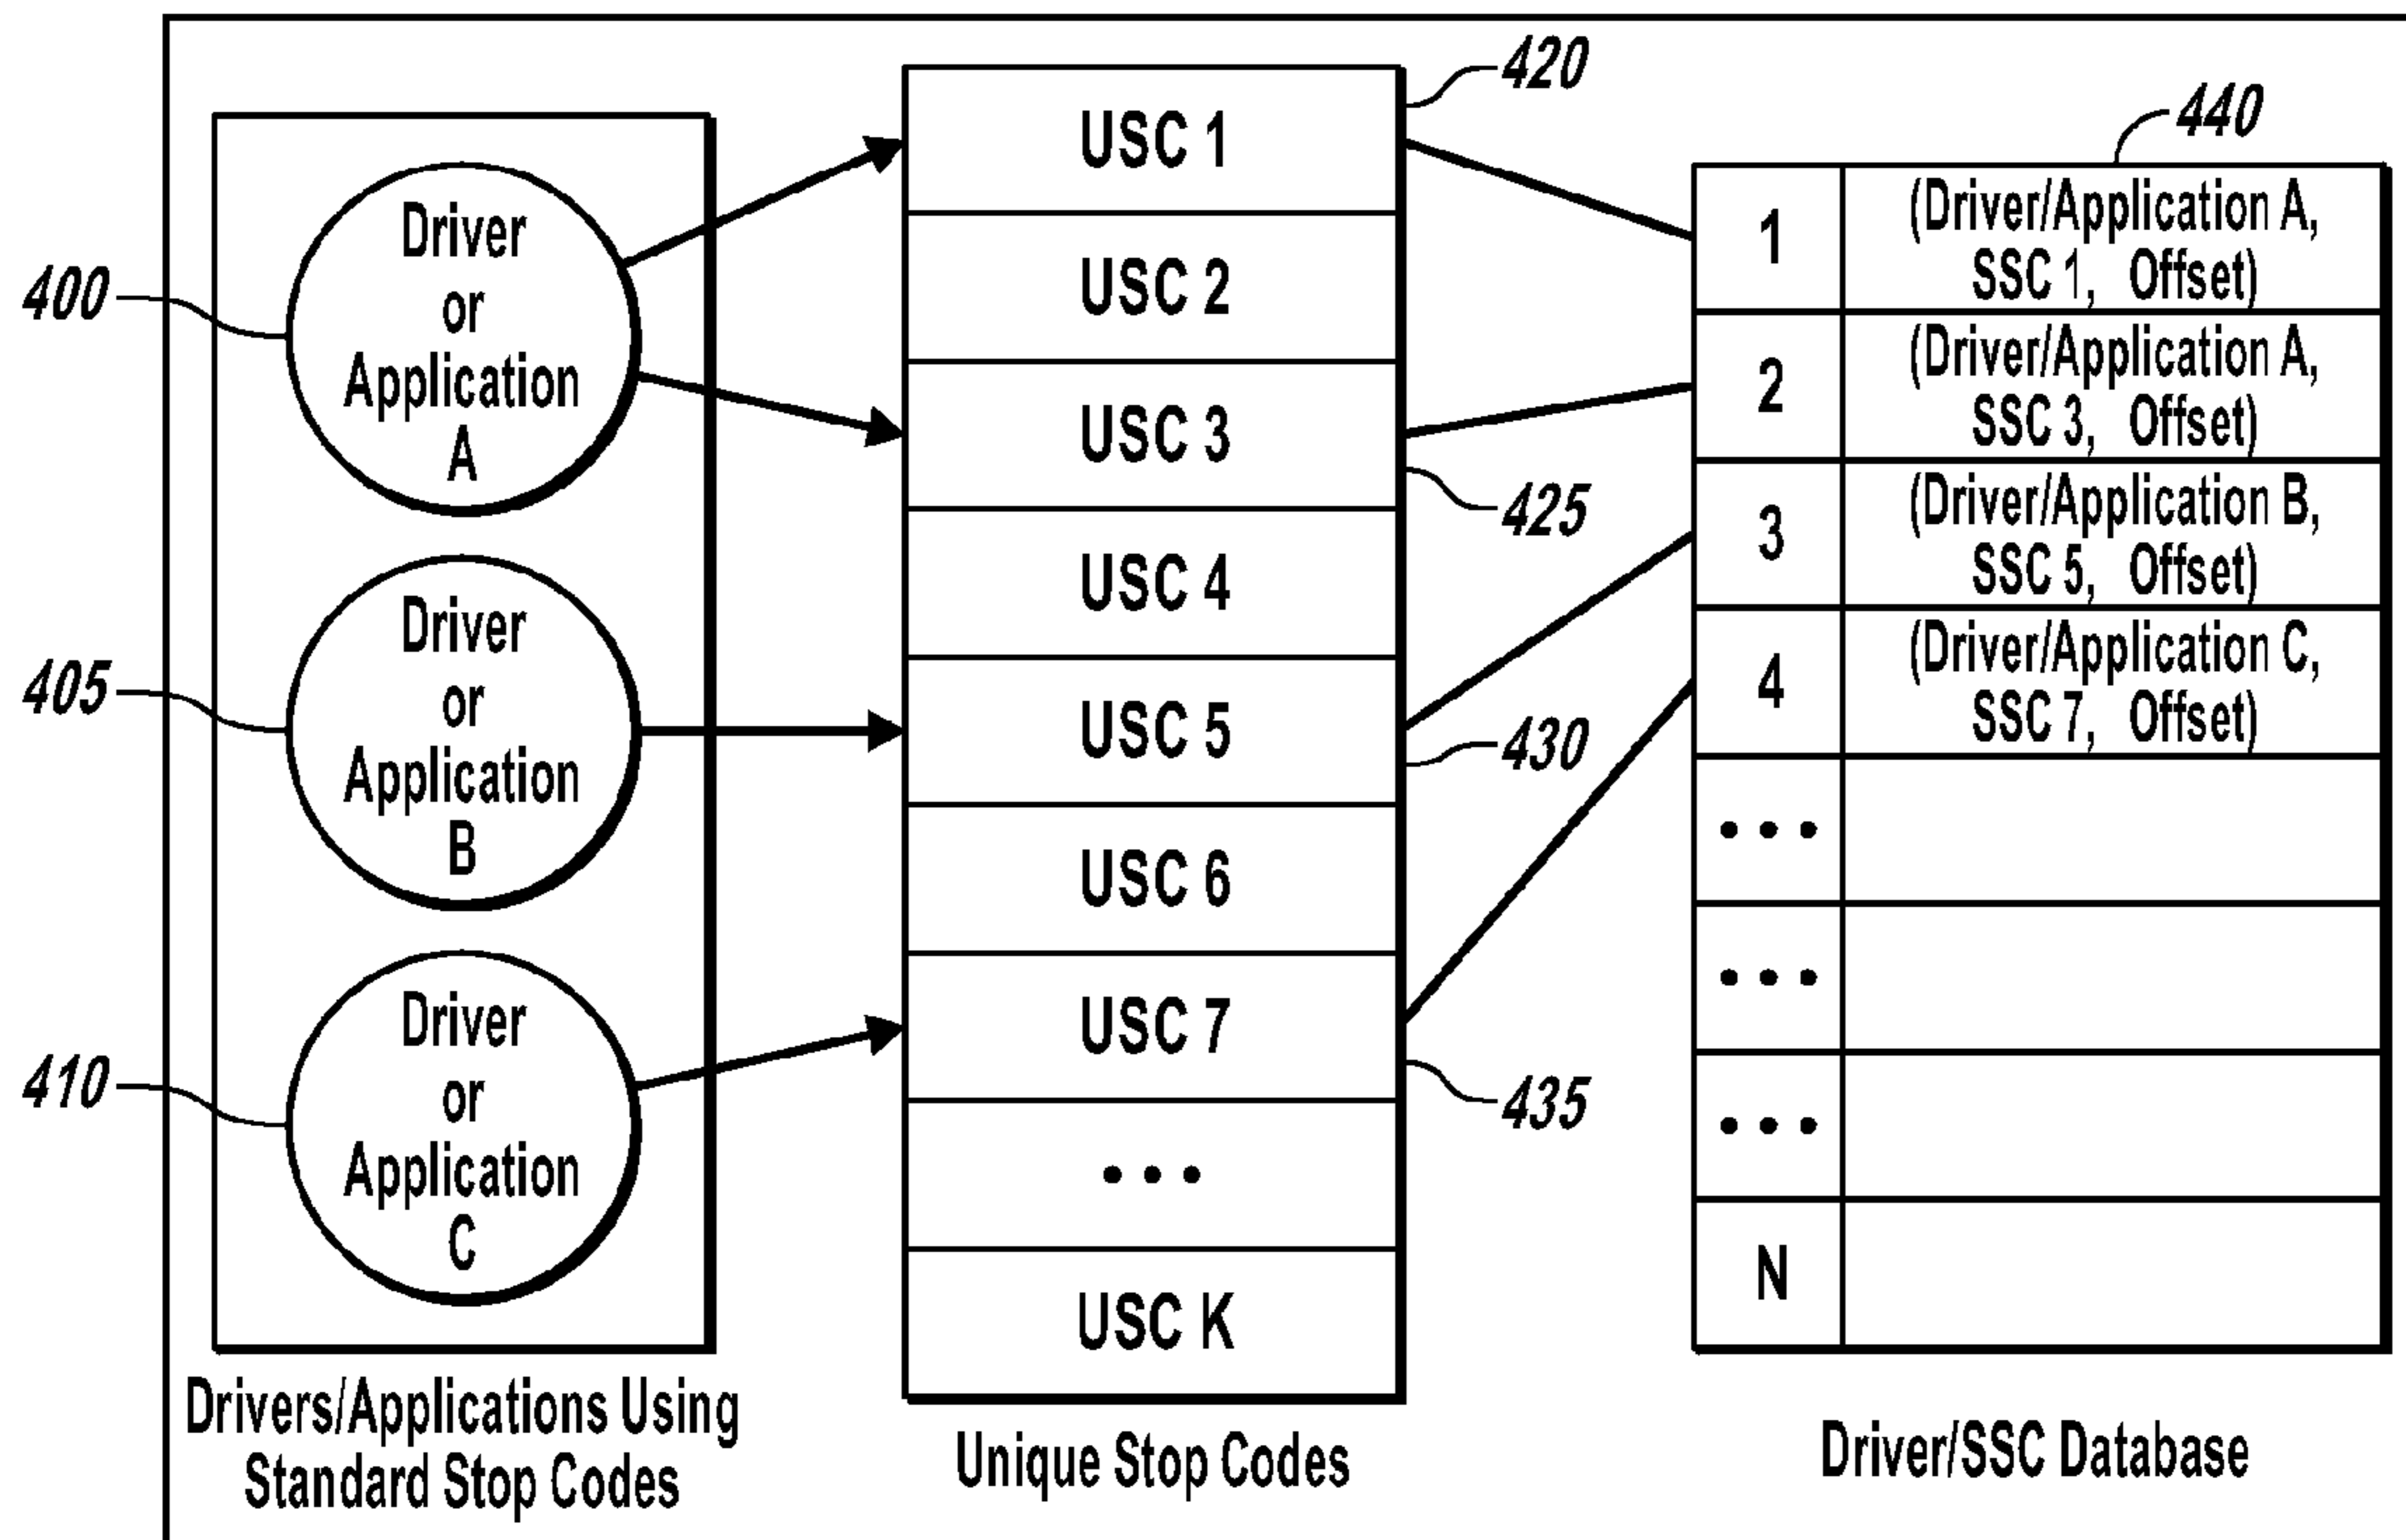 400
Driver
or
Application
A
405
Driver
or
Application
B
410
Driver
or
Application
C
Drivers/Applications Using
Standard Stop Codes
420
USC 1
USC 2
USC 3
425
USC 4
USC 5
430
USC 6
USC 7
435
• • •
USC K
Unique Stop Codes
440
1
(Driver/Application A,
SSC 1, Offset)
2
(Driver/Application A,
SSC 3, Offset)
3
(Driver/Application B,
SSC 5, Offset)
4
(Driver/Application C,
SSC 7, Offset)
• • •
• • •
• • •
N
Driver/SSC Database